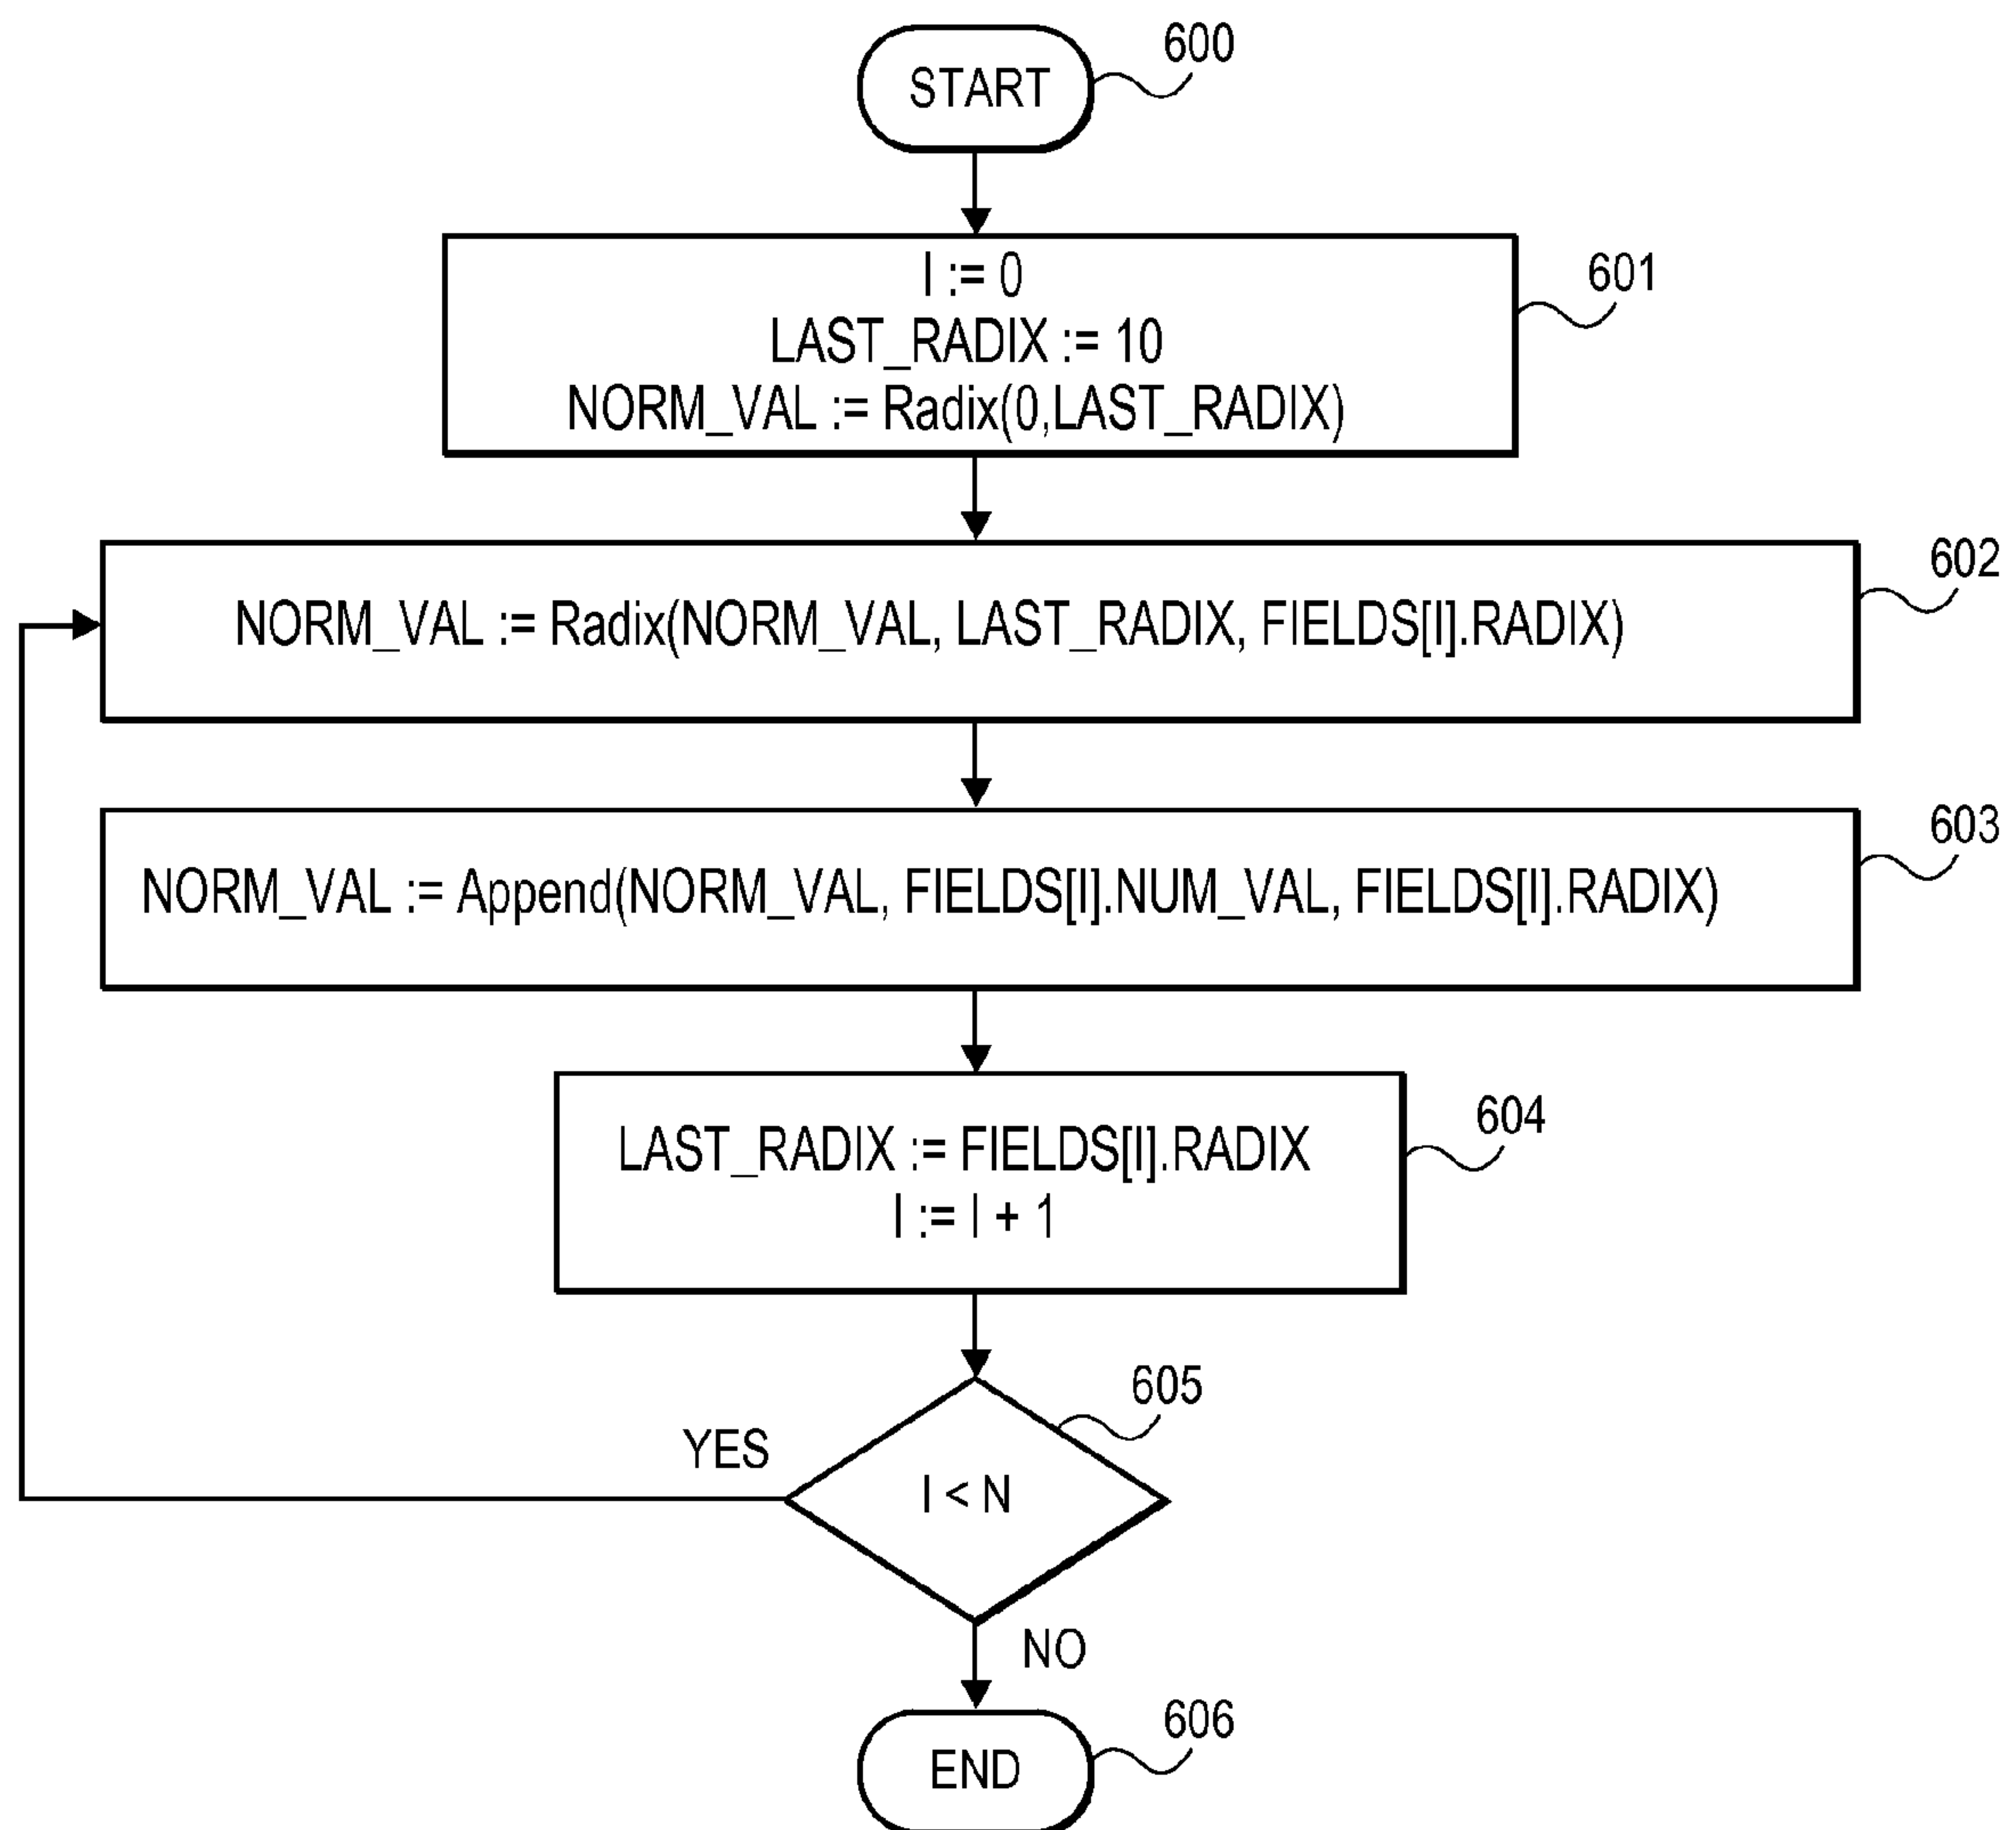 START
600
I := 0
LAST_RADIX := 10
NORM_VAL := Radix(0,LAST_RADIX)
601
NORM_VAL := Radix(NORM_VAL, LAST_RADIX, FIELDS[I].RADIX)
602
NORM_VAL := Append(NORM_VAL, FIELDS[I].NUM_VAL, FIELDS[I].RADIX)
603
LAST_RADIX := FIELDS[I].RADIX
I := I + 1
604
605
YES
I < N
NO
END
606